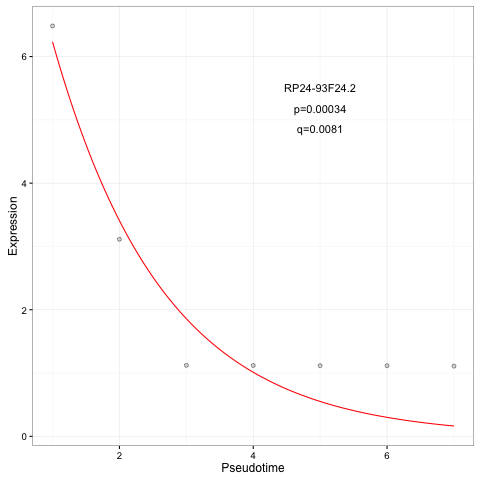 RP24-93F24.2
p=0.00034
q=0.0081
Expression
6
4
2
0
2
4
6
Pseudotime